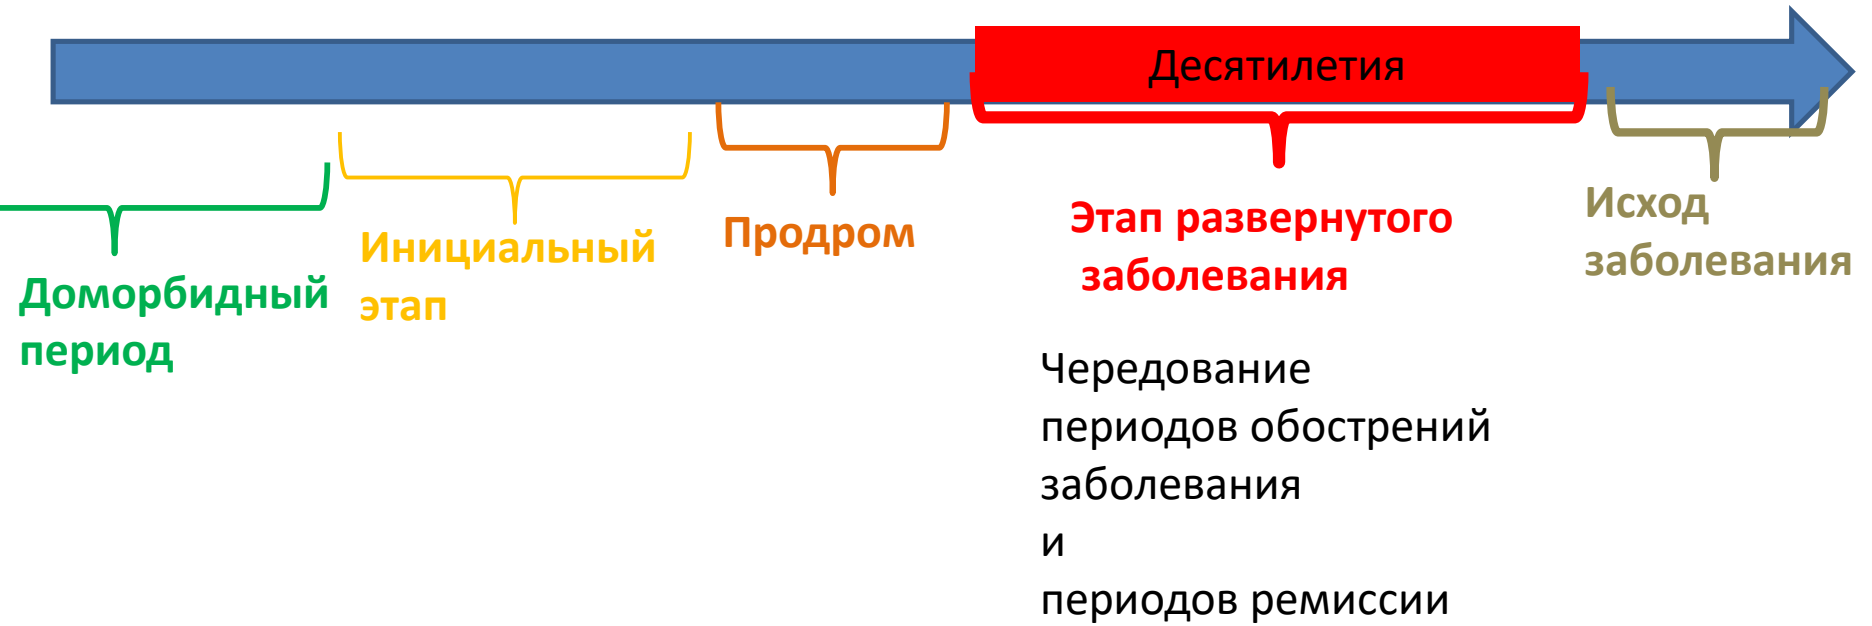 Десятилетия
Доморбидный
период
Инициальный
этап
Продром
Этап развернутого
заболевания
Исход
заболевания
Чередование
периодов обострений
заболевания
и
периодов ремиссии